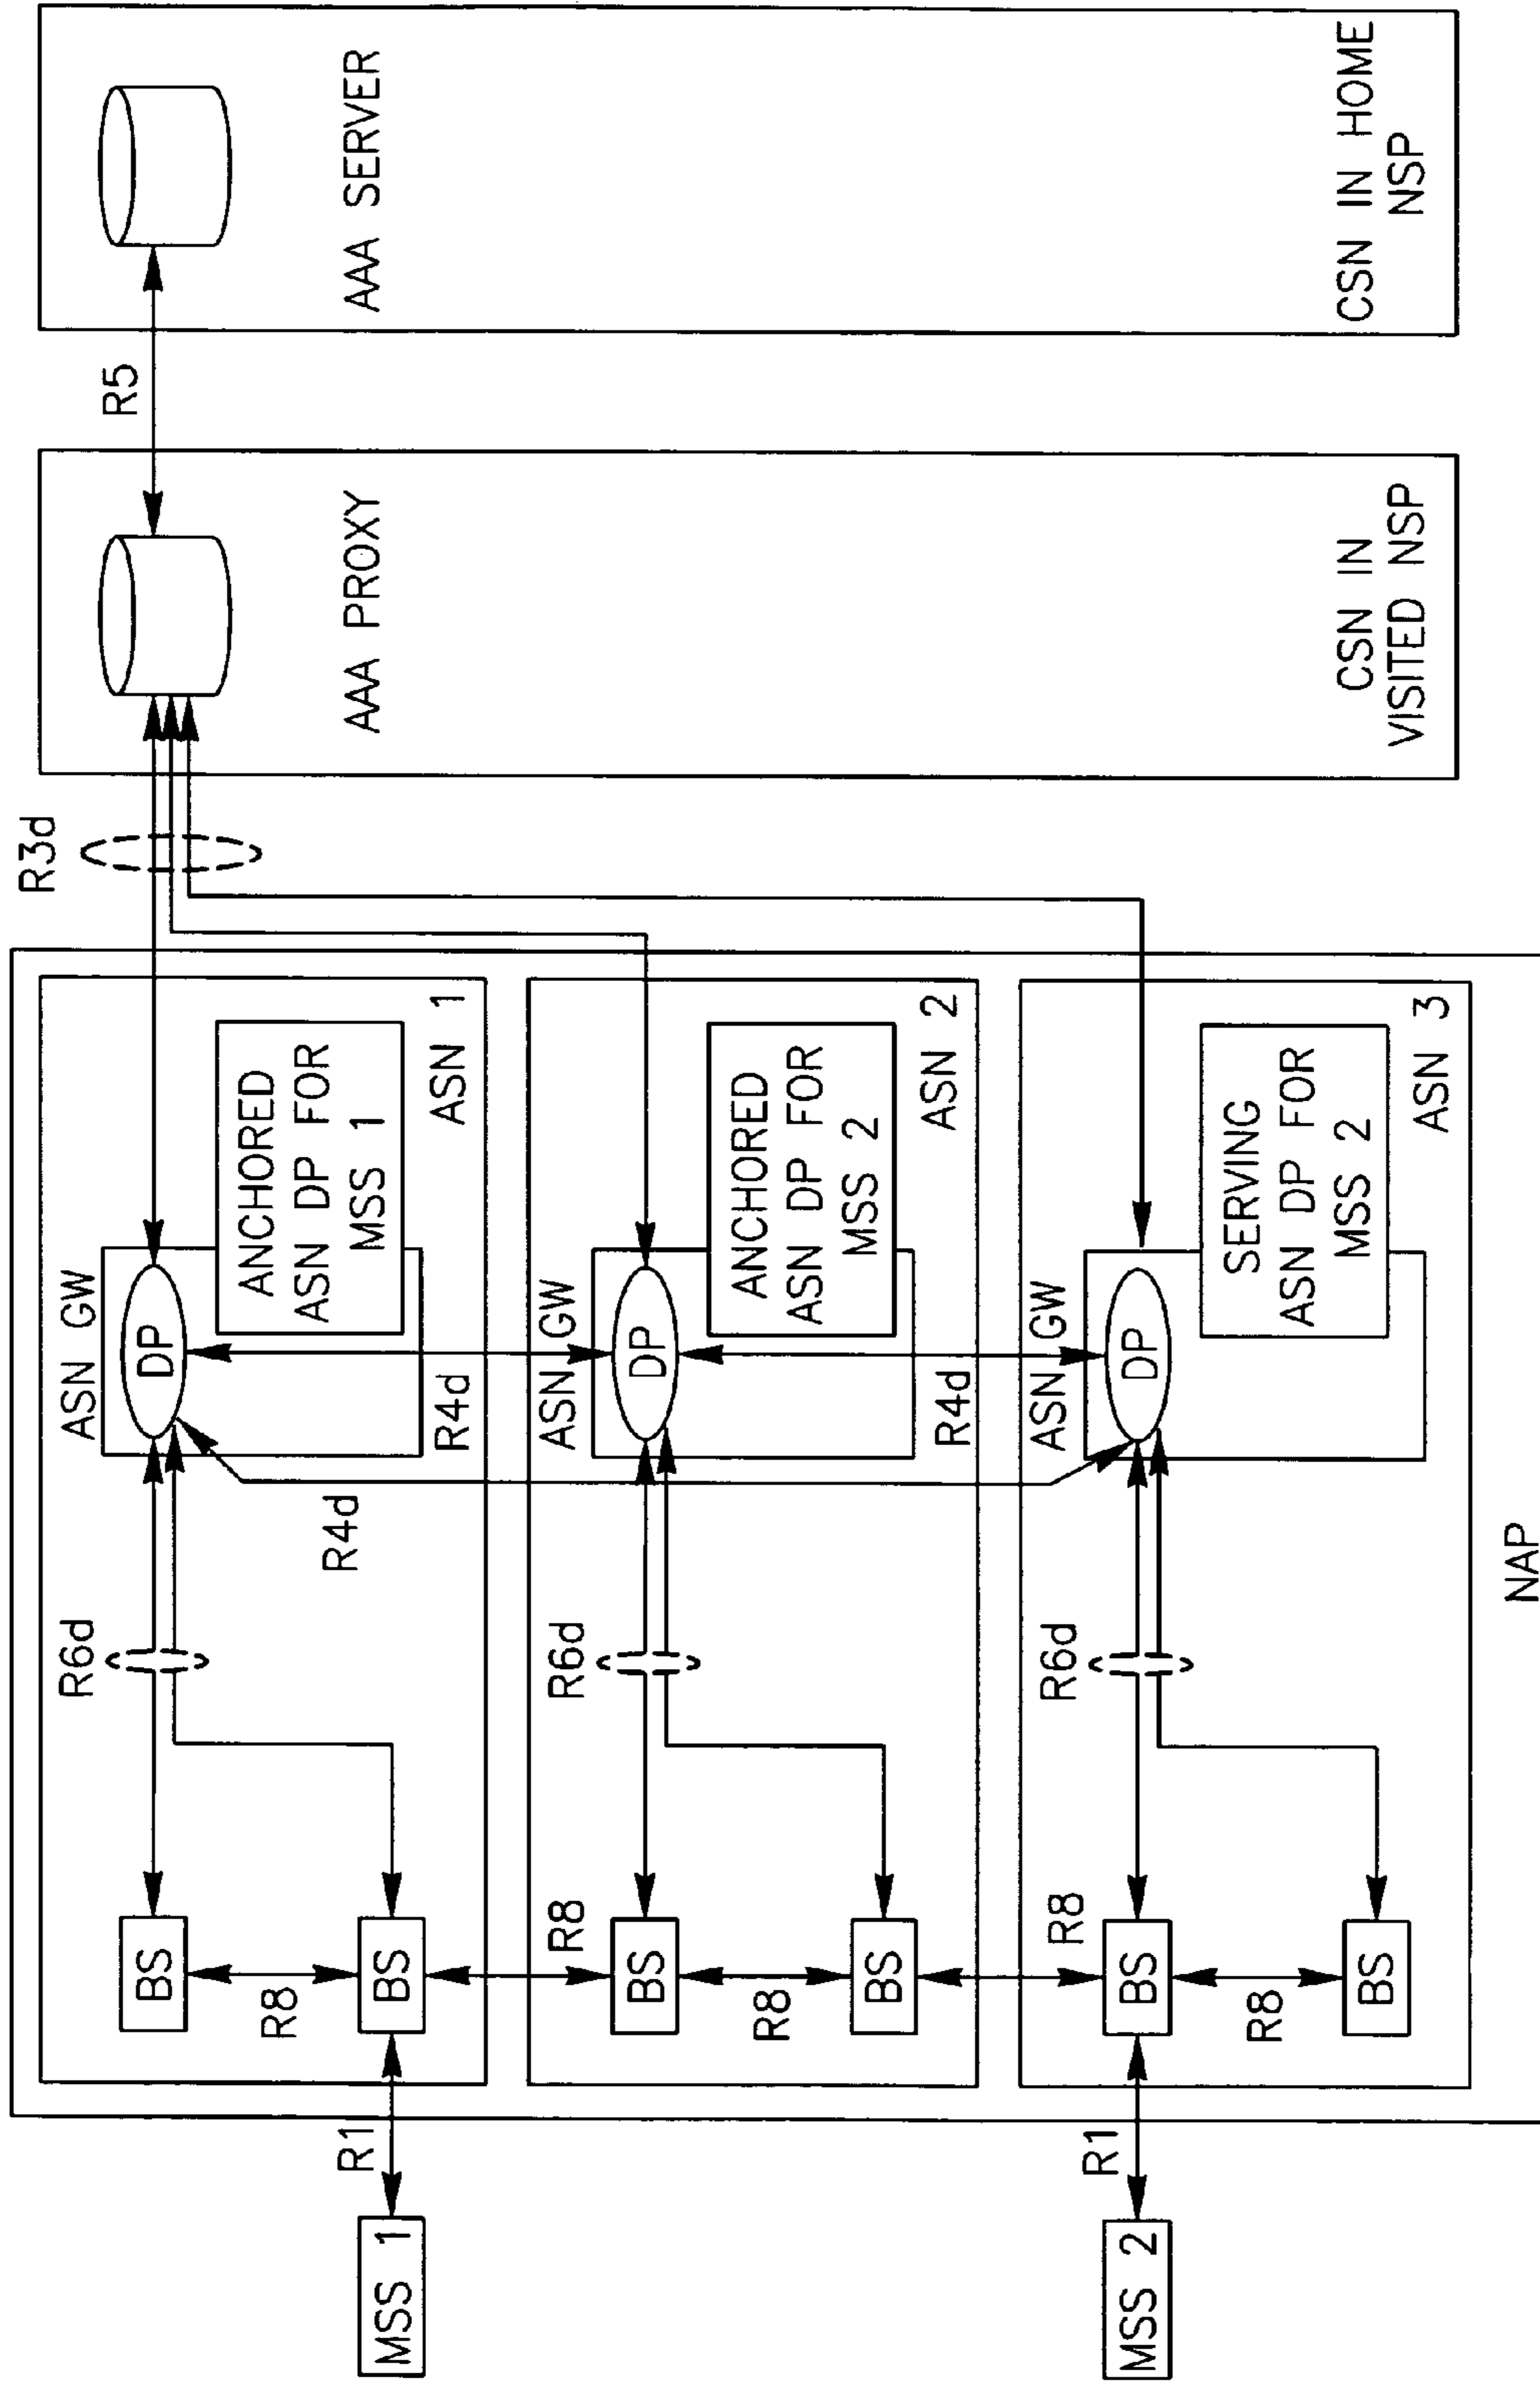 MSS 1
R1
MSS 2
R1
BS
R8
BS
R8
BS
R8
BS
R8
BS
R8
BS
R6d
R6d
R6d
R4d
ASN GW
DP
ANCHORED
ASN DP FOR
MSS 1
ASN 1
R4d
ASN GW
DP
ANCHORED
ASN DP FOR
MSS 2
ASN 2
R4d
ASN GW
DP
SERVING
ASN DP FOR
MSS 2
ASN 3
NAP
R3d
AAA PROXY
CSN IN
VISITED NSP
R5
AAA SERVER
CSN IN HOME
NSP